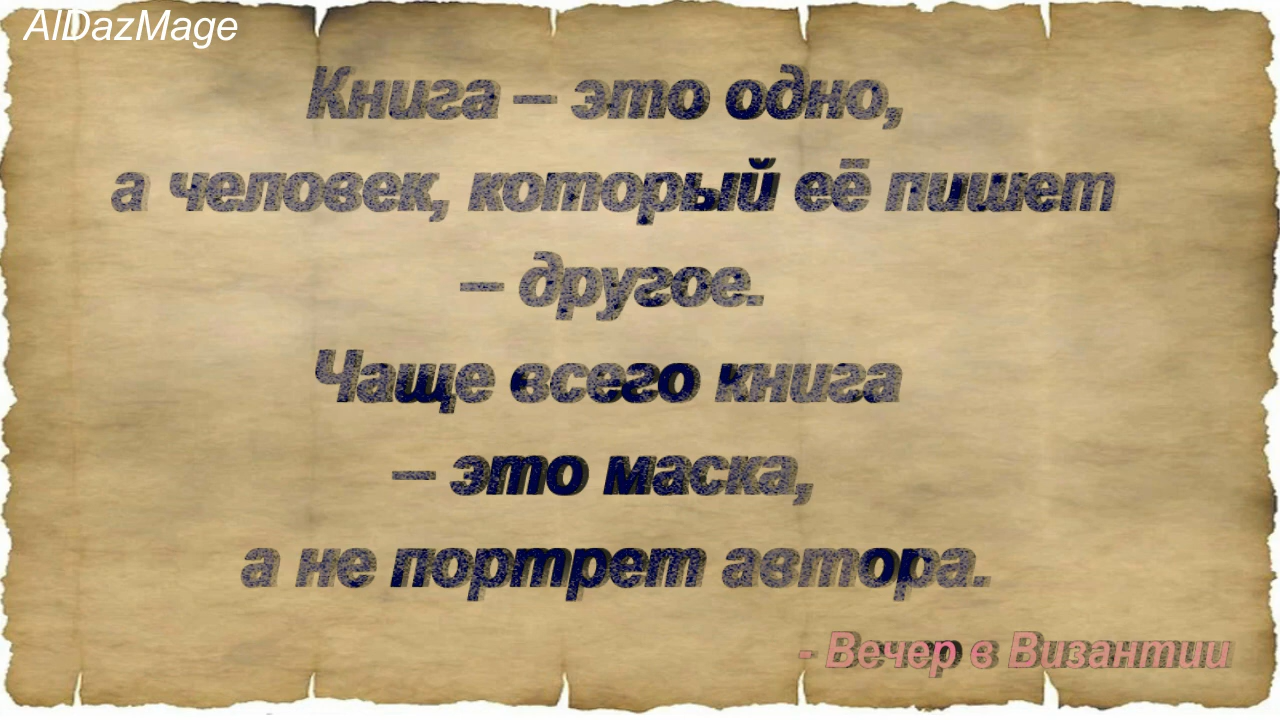 AlDazMage
Книга – это одно,
а человек, который её пишет
– другое.
Чаще всего книга
– это маска,
а не портрет автора.
- Вечер в Византии